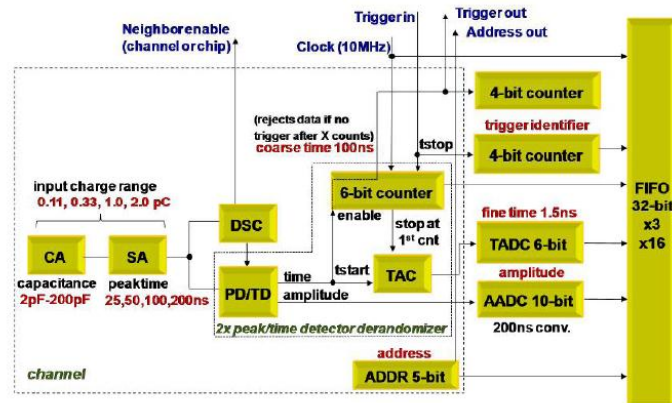 Neighbor enable
(channel or chip)
Trigger in
Clock (10MHz)
Trigger out
Address out
4-bit counter
(rejects data if no
trigger after X counts)
coarse time 100ns
tstop
trigger identifier
4-bit counter
input charge range
0.11, 0.33, 1.0, 2.0 pC
6-bit counter
enable
stop at
1st cnt
fine time 1.5ns
TADC 6-bit
FIFO
32-bit
x3
x16
DSC
CA
SA
capacitance
2pF-200pF
peaktime
25,50,100,200ns
PD/TD
time
amplitude
tstart
TAC
amplitude
AADC 10-bit
200ns conv.
2x peak/time detector derandomizer
address
ADDR 5-bit
channel